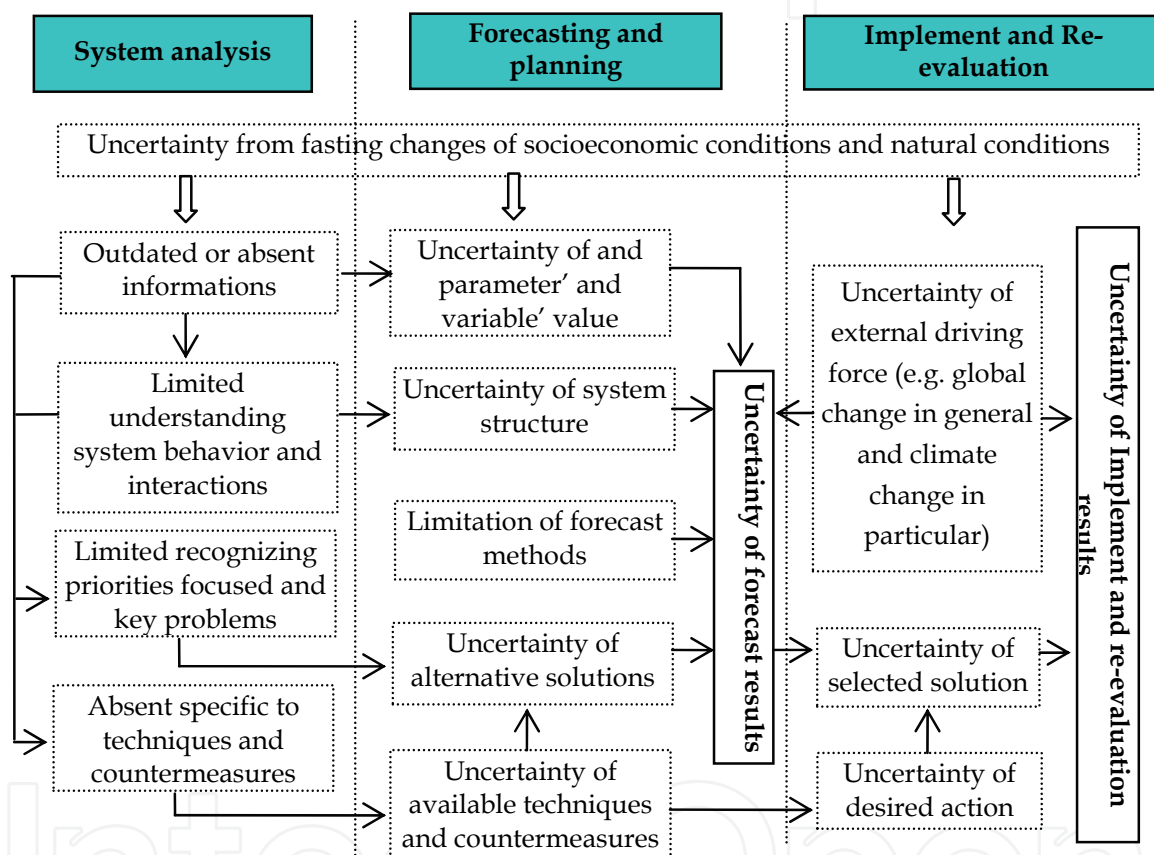 System analysis
Forecasting and
planning
Implement and Re-
evaluation
Uncertainty from fasting changes of socioeconomic conditions and natural conditions
Outdated or absent
informations
Limited
understanding
system behavior and
interactions
Limited recognizing
priorities focused and
key problems
Absent specific to
techniques and
countermeasures
Uncertainty of and
parameter' and
variable' value
Uncertainty of system
structure
Limitation of forecast
methods
Uncertainty of
alternative solutions
Uncertainty of
available techniques
and countermeasures
Uncertainty of forecast results
Uncertainty of
external driving
force (e.g. global
change in general
and climate
change in
particular)
Uncertainty of
selected solution
Uncertainty of
desired action
Uncertainty of Implement and re-evaluation
results